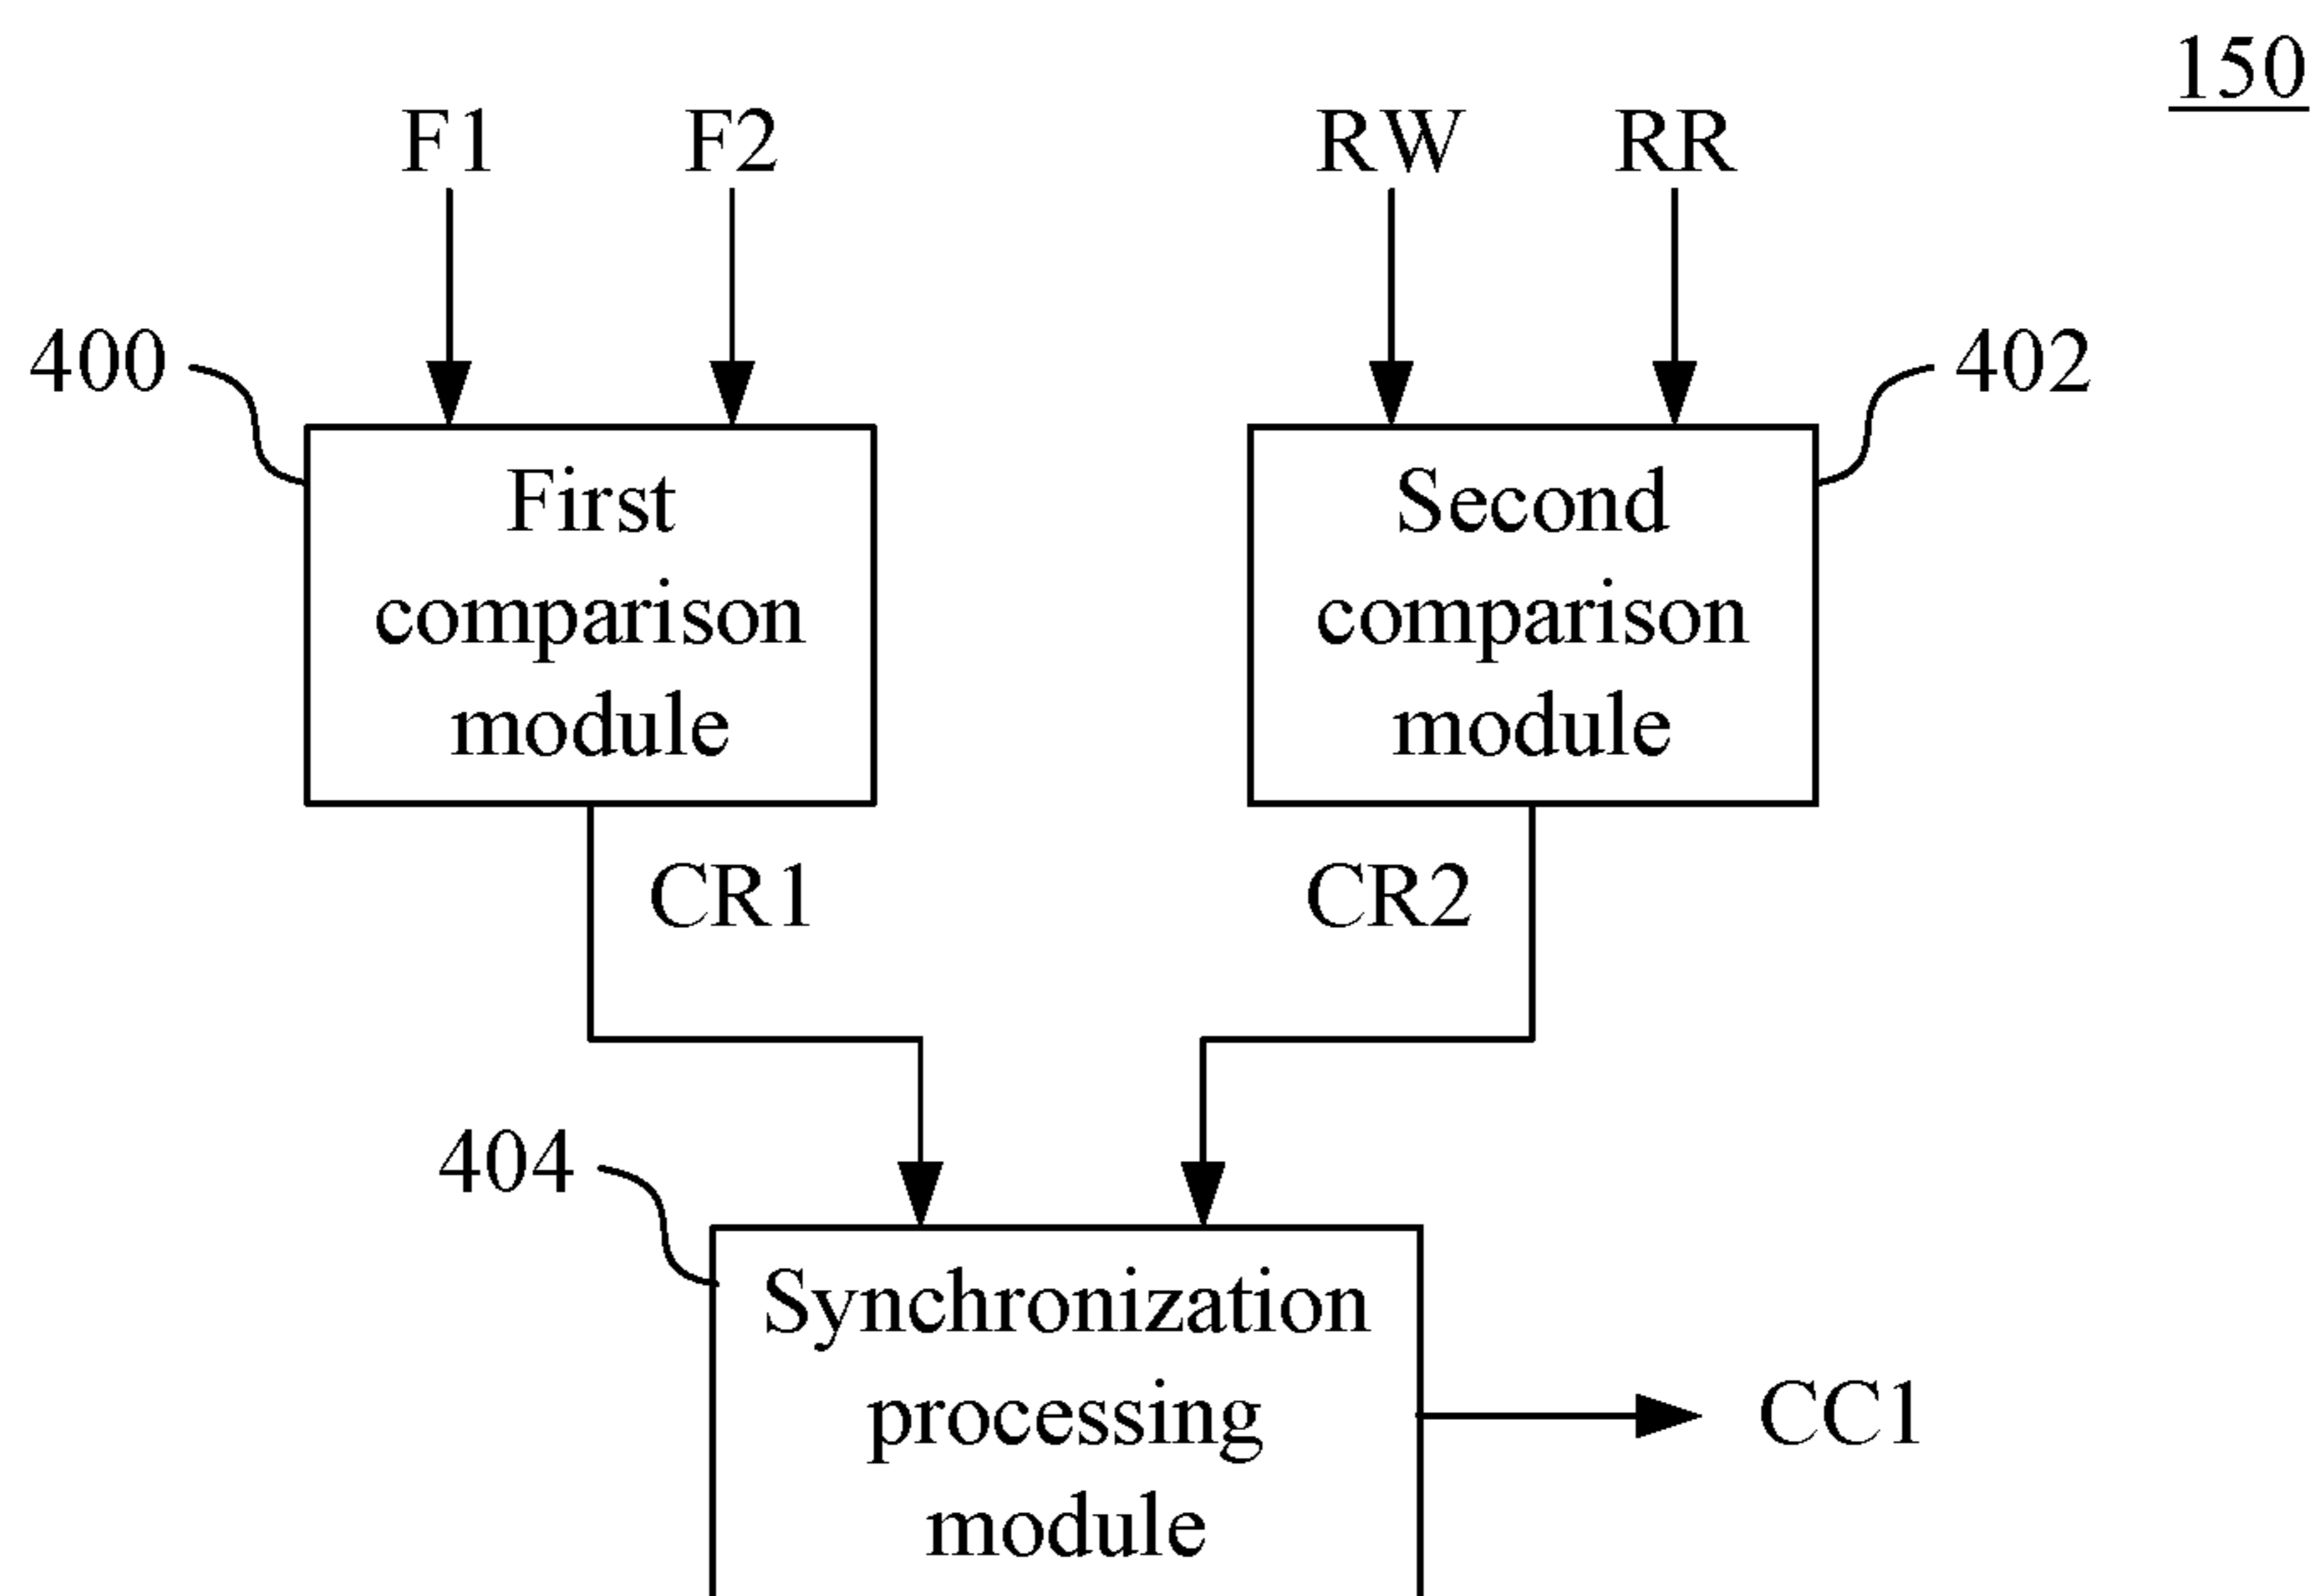 150
F1
F2
RW
RR
400
402
First
comparison
module
Second
comparison
module
CR1
CR2
404
Synchronization
processing
module
CC1